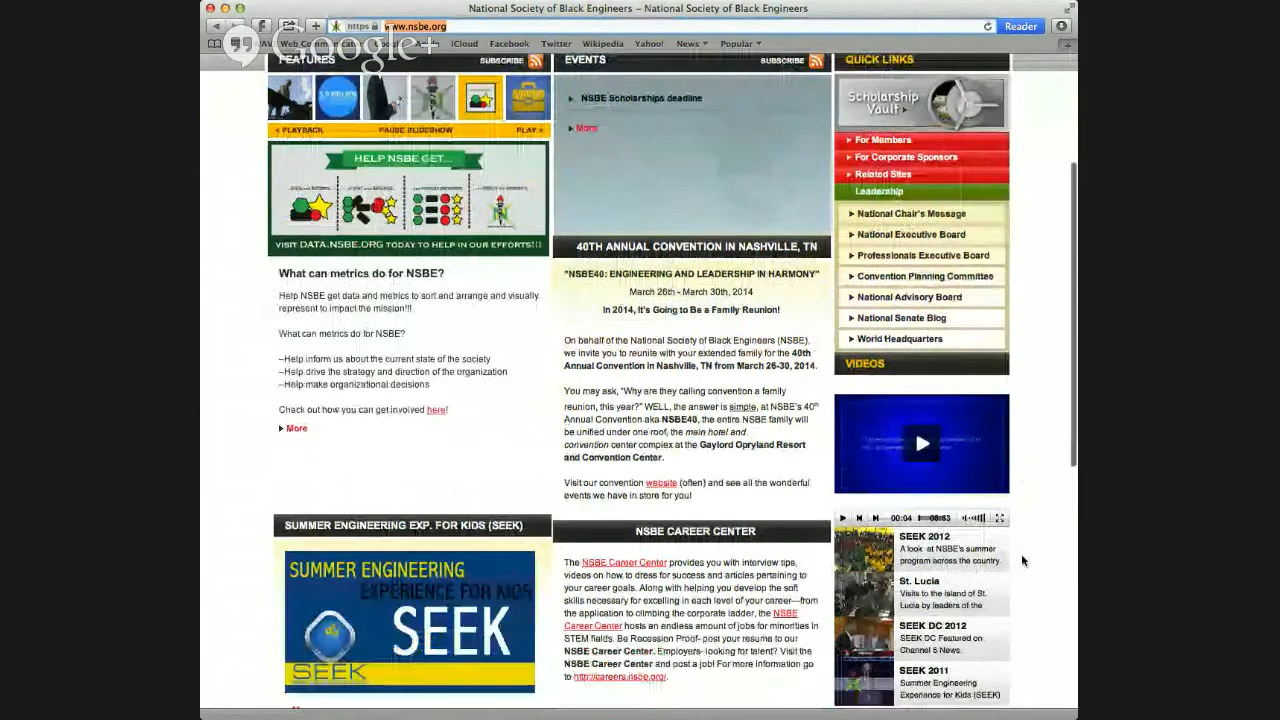 National Society of Black Engineers – National Society of Black Engineers
https
www.nsbe.org
Reader
Google+
iCloud
Facebook
Twitter
Wikipedia
Yahoo!
News
Popular
FEATURES
SUBSCRIBE
< PLAYBACK
PAUSE SLIDESHOW
PLAY >
HELP NSBE GET...
VISIT DATA.NSBE.ORG TODAY TO HELP IN OUR EFFORTS!!!
What can metrics do for NSBE?
Help NSBE get data and metrics to sort and arrange and visually
represent to impact the mission!!!
What can metrics do for NSBE?
–Help inform us about the current state of the society
–Help drive the strategy and direction of the organization
–Help make organizational decisions
Check out how you can get involved here!
More
SUMMER ENGINEERING EXP. FOR KIDS (SEEK)
SUMMER ENGINEERING
EXPERIENCE FOR KIDS
SEEK
SEEK
EVENTS
SUBSCRIBE
NSBE Scholarships deadline
More
40TH ANNUAL CONVENTION IN NASHVILLE, TN
"NSBE40: ENGINEERING AND LEADERSHIP IN HARMONY"
March 26th - March 30th, 2014
In 2014, It's Going to Be a Family Reunion!
On behalf of the National Society of Black Engineers (NSBE),
we invite you to reunite with your extended family for the 40th
Annual Convention in Nashville, TN from March 26-30, 2014.
You may ask, "Why are they calling convention a family
reunion, this year?" WELL, the answer is simple, at NSBE's 40th
Annual Convention aka NSBE40, the entire NSBE family will
be unified under one roof, the main hotel and
convention center complex at the Gaylord Opryland Resort
and Convention Center.
Visit our convention website (often) and see all the wonderful
events we have in store for you!
NSBE CAREER CENTER
The NSBE Career Center provides you with interview tips,
videos on how to dress for success and articles pertaining to
your career goals. Along with helping you develop the soft
skills necessary for excelling in each level of your career—from
the application to climbing the corporate ladder, the NSBE
Career Center hosts an endless amount of jobs for minorities in
STEM fields. Be Recession Proof- post your resume to our
NSBE Career Center. Employers- looking for talent? Visit the
NSBE Career Center and post a job! For more information go
to http://careers.nsbe.org/.
QUICK LINKS
Scholarship
Vault
For Members
For Corporate Sponsors
Related Sites
Leadership
National Chair's Message
National Executive Board
Professionals Executive Board
Convention Planning Committee
National Advisory Board
National Senate Blog
World Headquarters
VIDEOS
00:04
SEEK 2012
A look at NSBE's summer
program across the country.
St. Lucia
Visits to the island of St.
Lucia by leaders of the
SEEK DC 2012
SEEK DC Featured on
Channel 5 News
SEEK 2011
Summer Engineering
Experience for Kids (SEEK)